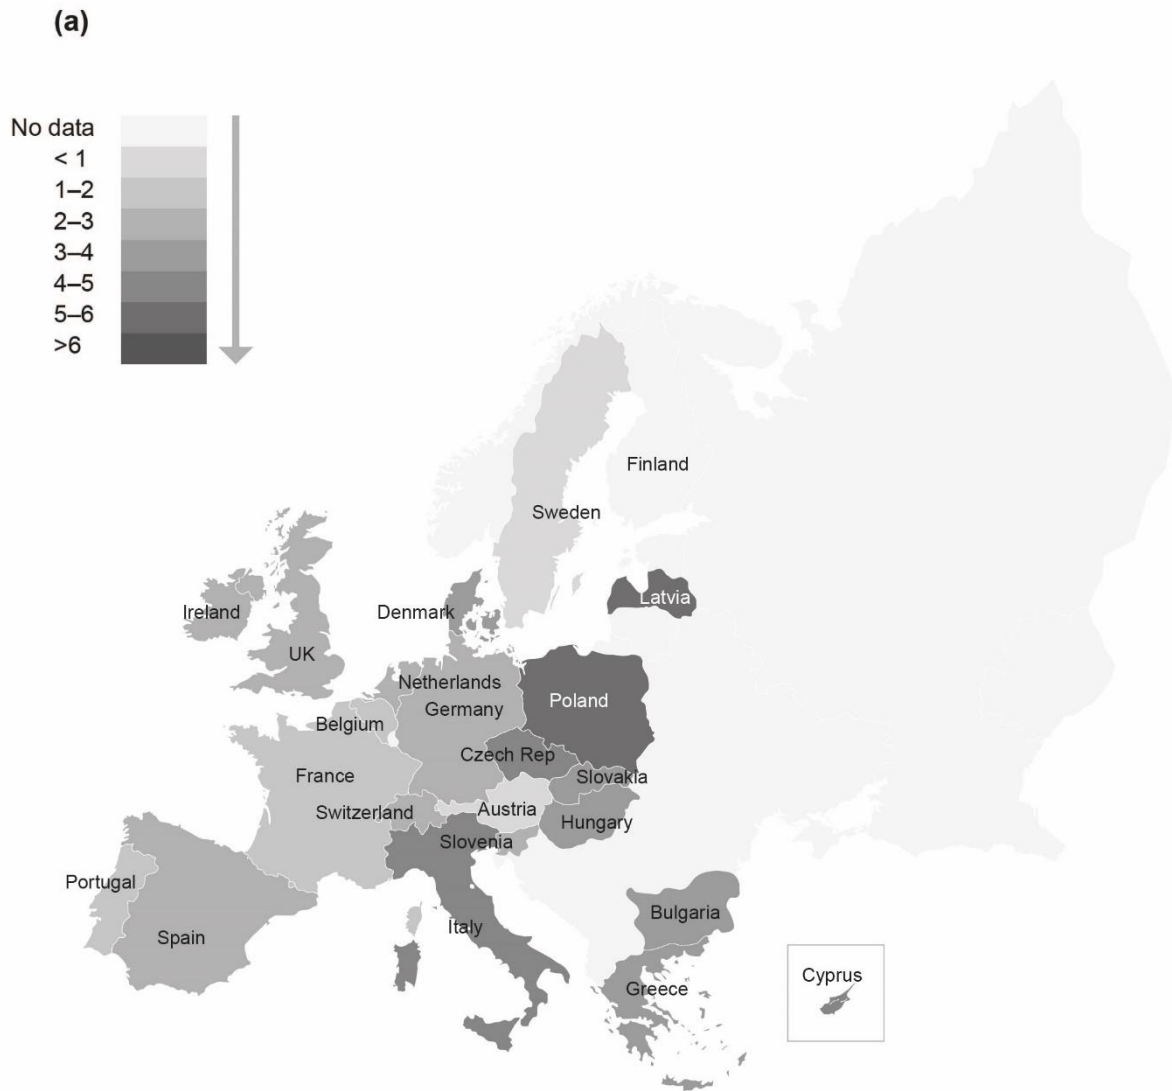 (a)
No data
< 1
1–2
2–3
3–4
4–5
5–6
>6
Finland
Sweden
Latvia
Ireland
Denmark
UK
Netherlands
Poland
Germany
Belgium
Czech Rep
France
Slovakia
Switzerland
Austria
Hungary
Slovenia
Portugal
Bulgaria
Italy
Spain
Cyprus
Greece